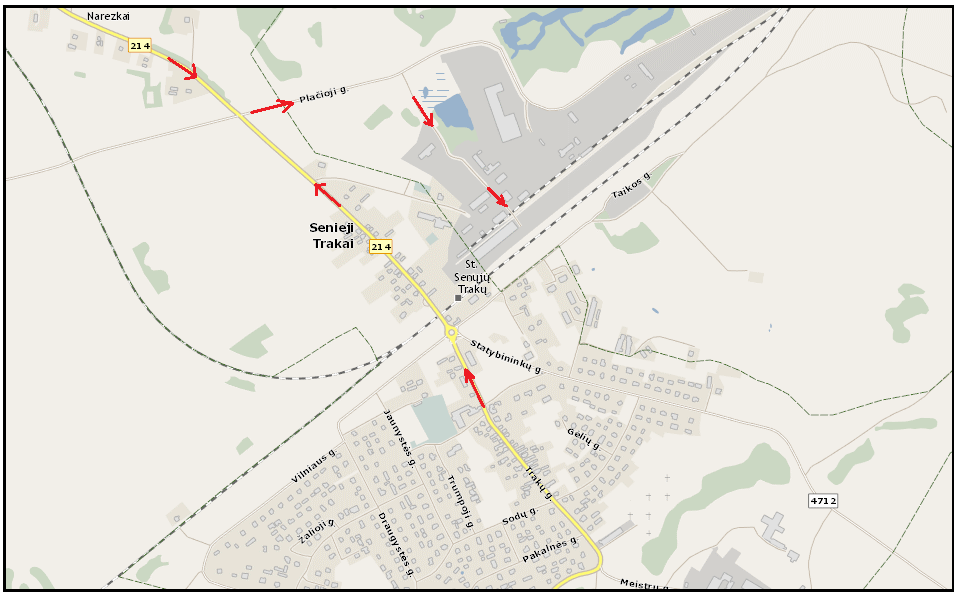 Narezkai
214
Plačioji g.
Taikos g.
Senieji
Trakai
214
St.
Senųjų
Trakų
Statybininkų g.
Jaunystės g.
Gėlių g.
Vilniaus g.
Trumpoji g.
Trakų g.
4712
Sodų g.
Žalioji g.
Draugystės g.
Pakalnės g.
Meistrų g.